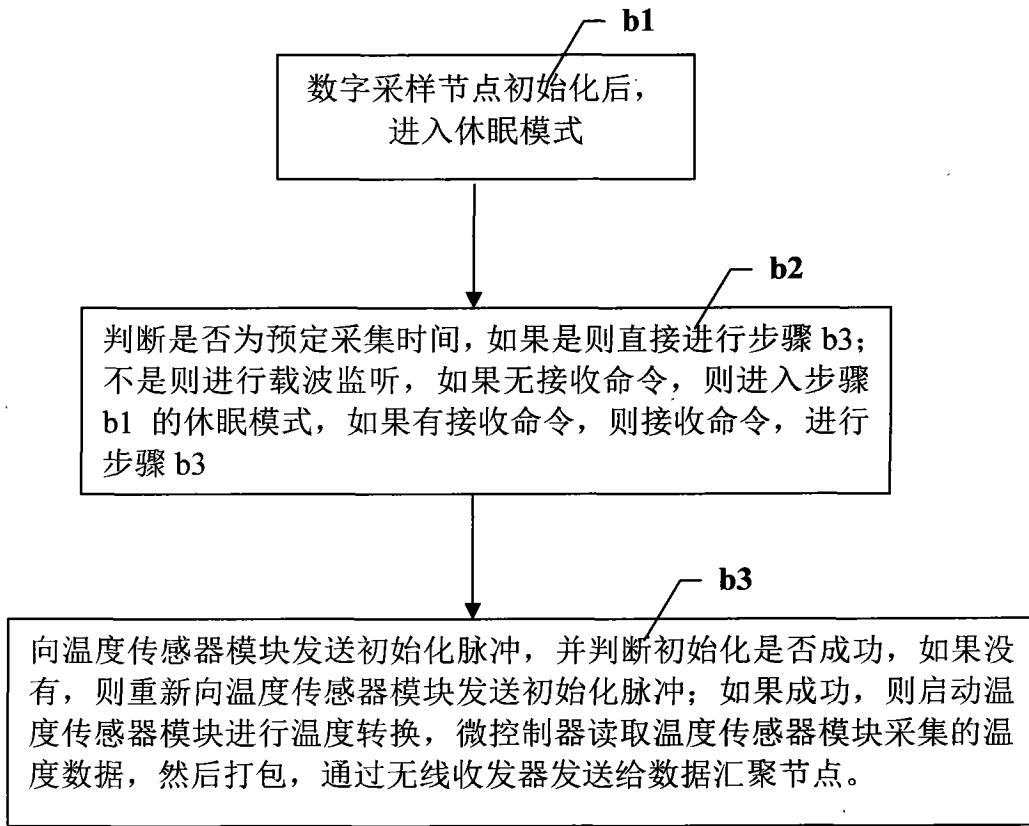 b1
数字采样节点初始化后，
进入休眠模式
b2
判断是否为预定采集时间，如果是则直接进行步骤 b3；
不是则进行载波监听，如果无接收命令，则进入步骤
b1 的休眠模式，如果有接收命令，则接收命令，进行
步骤 b3
b3
向温度传感器模块发送初始化脉冲，并判断初始化是否成功，如果没
有，则重新向温度传感器模块发送初始化脉冲；如果成功，则启动温
度传感器模块进行温度转换，微控制器读取温度传感器模块采集的温
度数据，然后打包，通过无线收发器发送给数据汇聚节点。